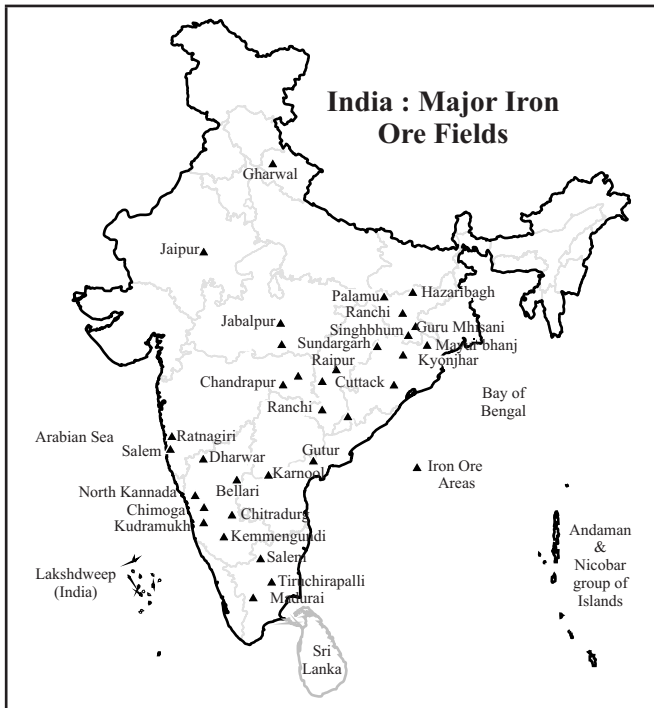 India : Major Iron
Ore Fields
Gharwal
Jaipur
Palamu
Hazaribagh
Ranchi
Jabalpur
Singhbhum
Guru Mhisani
Sundargarh
Mayur bhanj
Raipur
Kyonjhar
Chandrapur
Cuttack
Bay of
Bengal
Ranchi
Arabian Sea
Ratnagiri
Salem
Dharwar
Gutur
Karnool
Iron Ore
Areas
Bellari
North Kannada
Chimoga
Chitradurg
Kudramukh
Kemmengundi
Andaman
&
Nicobar
group of
Islands
Salem
Lakshdweep
(India)
Tiruchirapalli
Madurai
Sri
Lanka